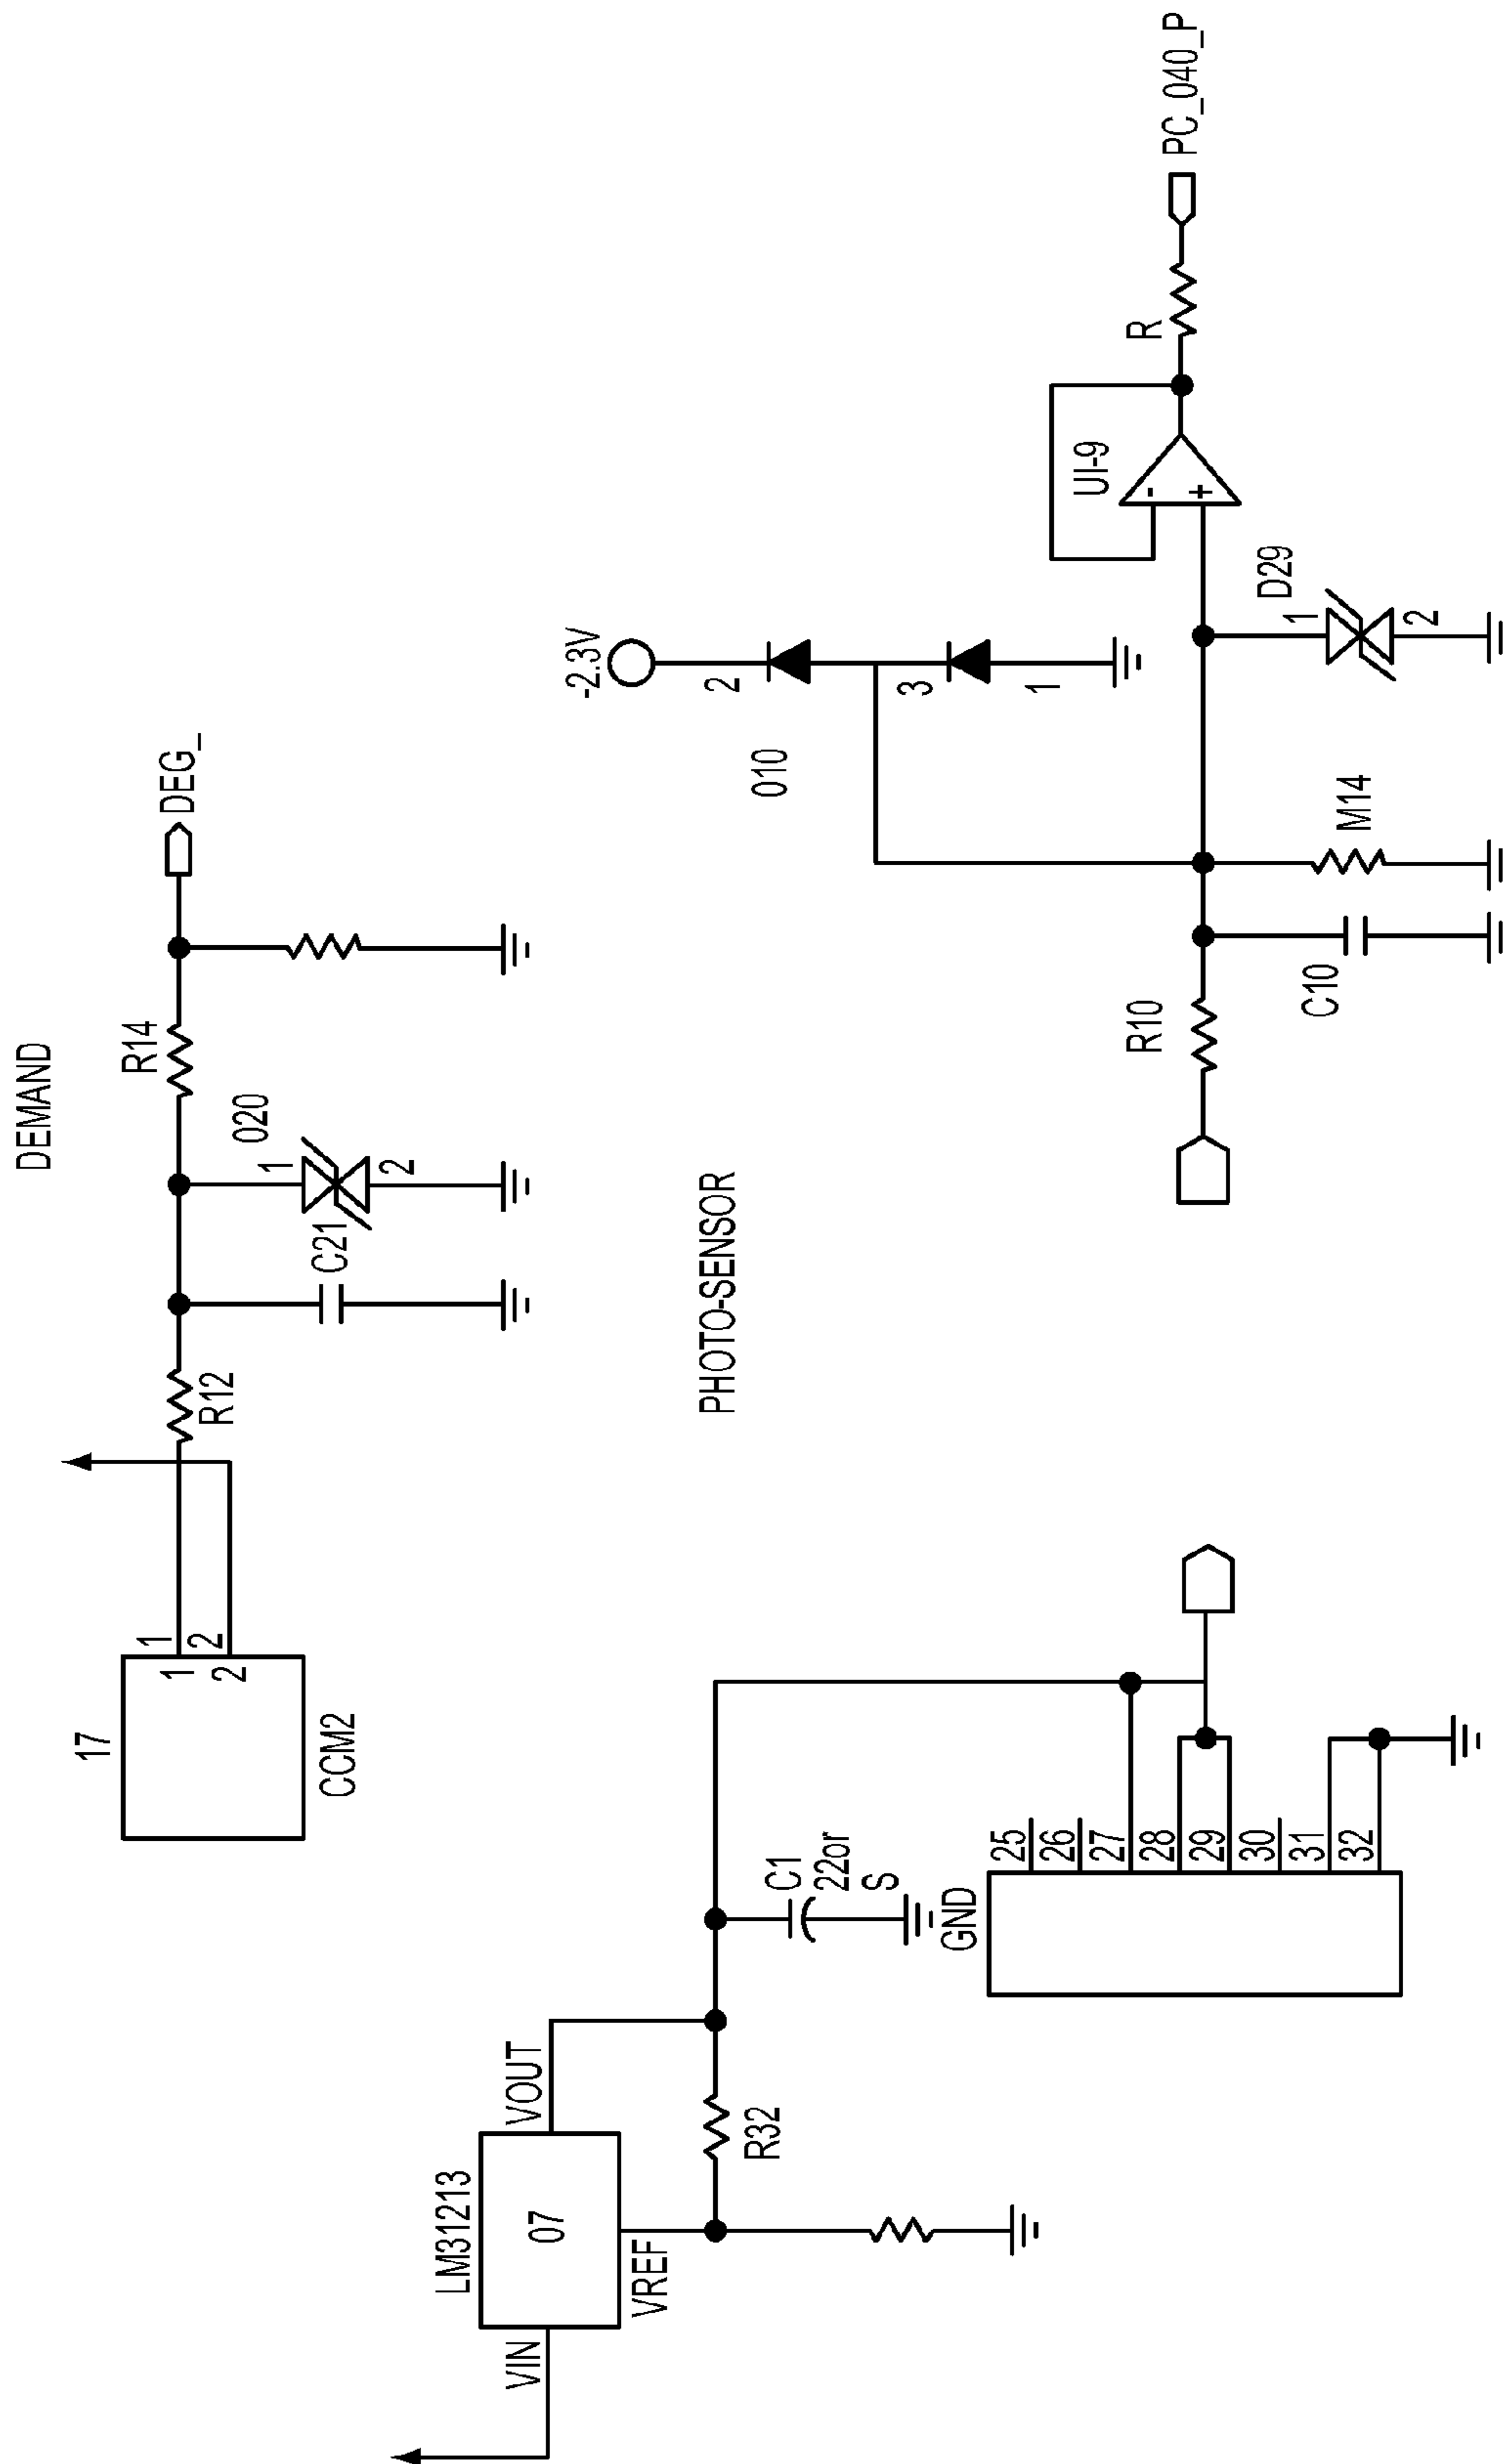 DEMAND
17
1
1
2
2
CCM2
R12
C21
1
020
2
R14
DEG_
PHOTO-SENSOR
LM31213
07
VIN
VREF
VOUT
R32
C1
22or
S
GND
25
26
27
28
29
30
31
32
-2.3V
2
010
3
1
R10
C10
M14
D29
1
2
UI-9
-
+
R
PC_040_P